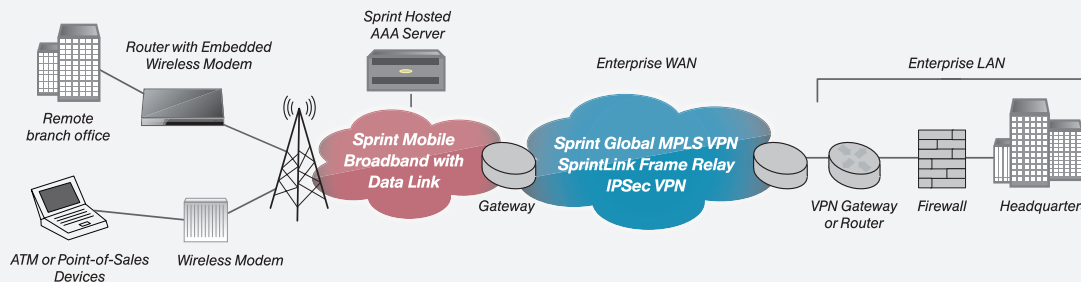 Sprint Hosted
AAA Server
Router with Embedded
Wireless Modem
Enterprise WAN
Enterprise LAN
Remote
branch office
Sprint Mobile
Broadband with
Data Link
Sprint Global MPLS VPN
SprintLink Frame Relay
IPSec VPN
Gateway
VPN Gateway
or Router
Firewall
Headquarter
ATM or Point-of-Sales
Devices
Wireless Modem